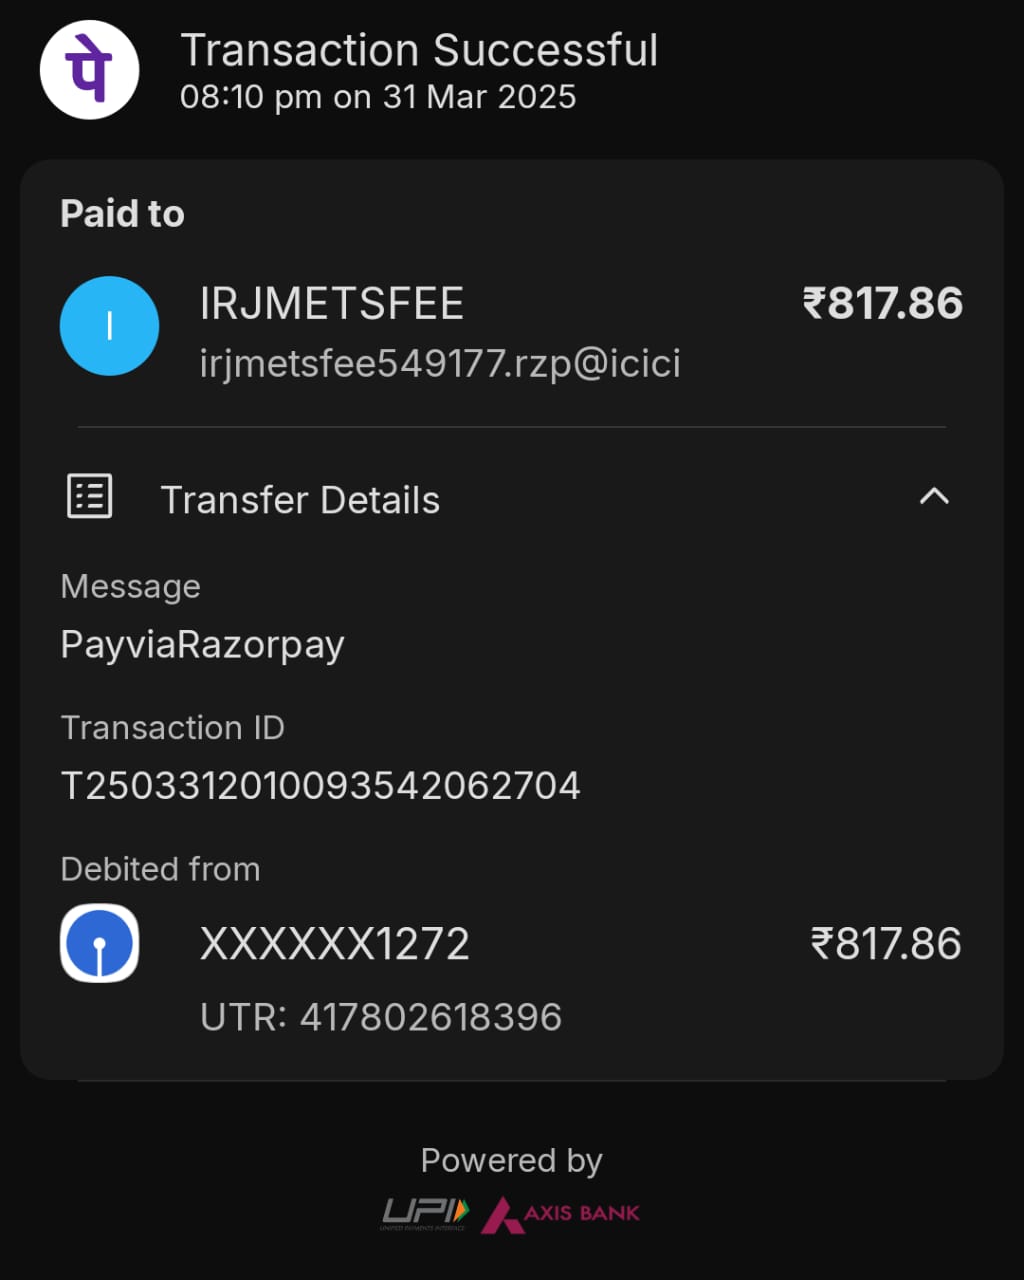 पे
Transaction Successful
08:10 pm on 31 Mar 2025
Paid to
I
IRJMETSFEE
₹817.86
irjmetsfee549177.rzp@icici
Transfer Details
Message
PayviaRazorpay
Transaction ID
T2503312010093542062704
Debited from
XXXXXX1272
₹817.86
UTR: 417802618396
Powered by
UPI
UNIFIED PAYMENTS INTERFACE
AXIS BANK